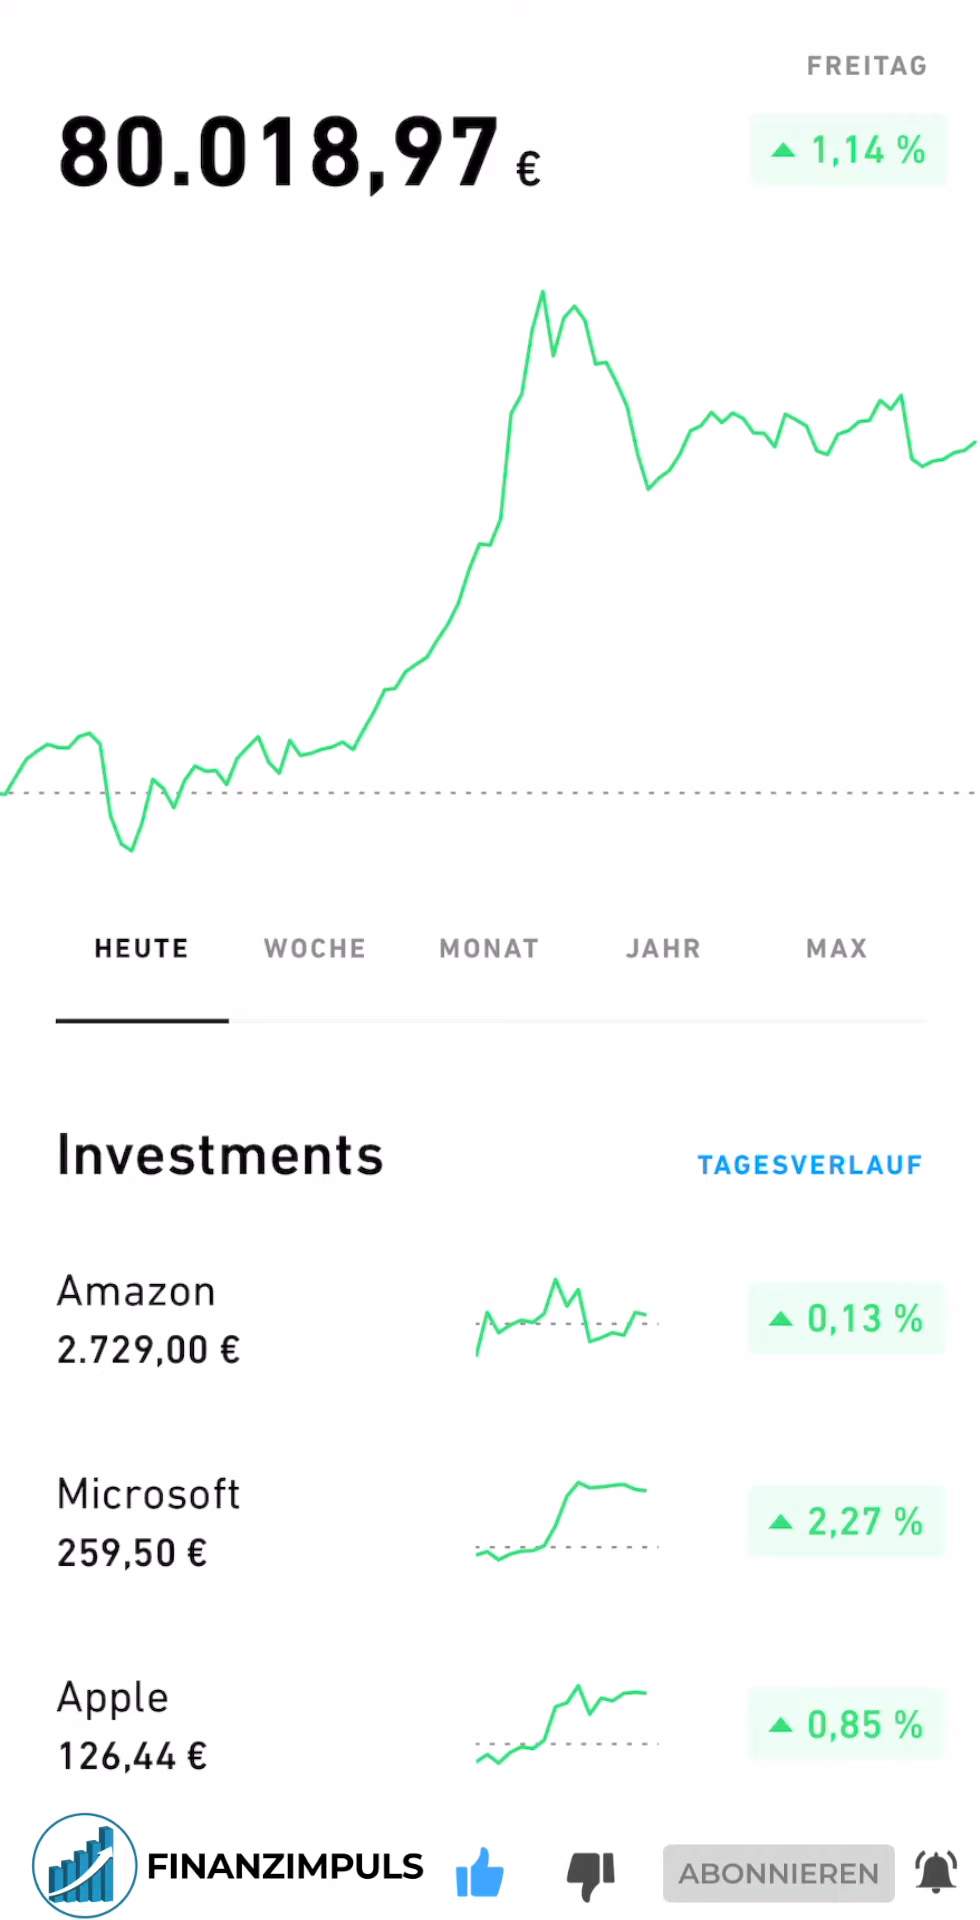 FREITAG
80.018,97 €
▲ 1,14 %
HEUTE WOCHE MONAT JAHR MAX
Investments
TAGESVERLAUF
Amazon
2.729,00 €
▲ 0,13 %
Microsoft
259,50 €
▲ 2,27 %
Apple
126,44 €
▲ 0,85 %
FINANZIMPULS
ABONNIEREN